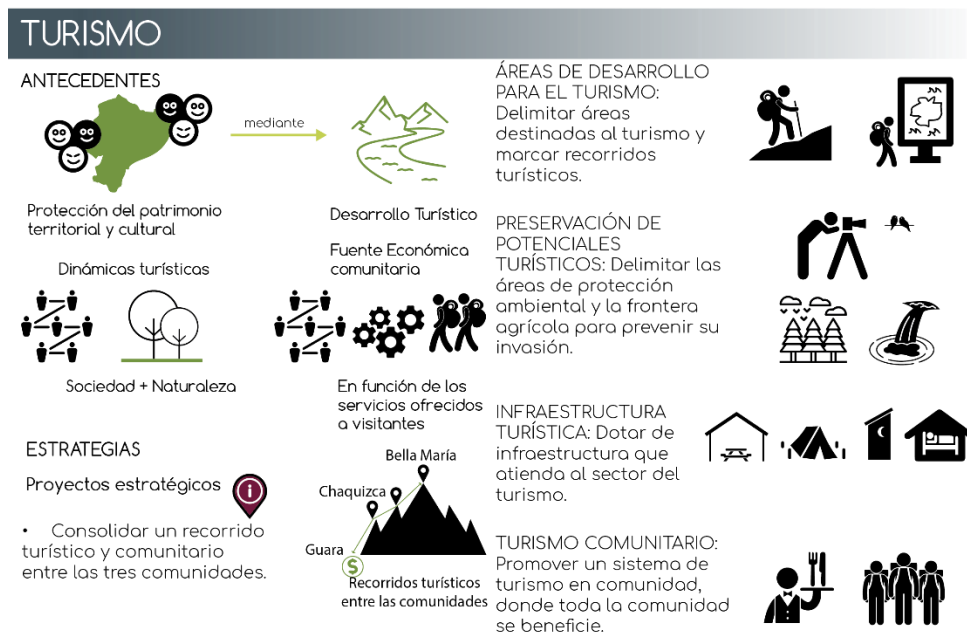 TURISMO
ANTECEDENTES
mediante
Protección del patrimonio
territorial y cultural
Desarrollo Turístico
Dinámicas turísticas
Fuente Económica
comunitaria
Sociedad + Naturaleza
En función de los
servicios ofrecidos
a visitantes
ESTRATEGIAS
Proyectos estratégicos
i
• Consolidar un recorrido
turístico y comunitario
entre las tres comunidades.
Bella María
Chaquizca
Guara
$
Recorridos turísticos
entre las comunidades
ÁREAS DE DESARROLLO
PARA EL TURISMO:
Delimitar áreas
destinadas al turismo y
marcar recorridos
turísticos.
PRESERVACIÓN DE
POTENCIALES
TURÍSTICOS: Delimitar las
áreas de protección
ambiental y la frontera
agrícola para prevenir su
invasión.
INFRAESTRUCTURA
TURÍSTICA: Dotar de
infraestructura que
atienda al sector del
turismo.
TURISMO COMUNITARIO:
Promover un sistema de
turismo en comunidad,
donde toda la comunidad
se beneficie.